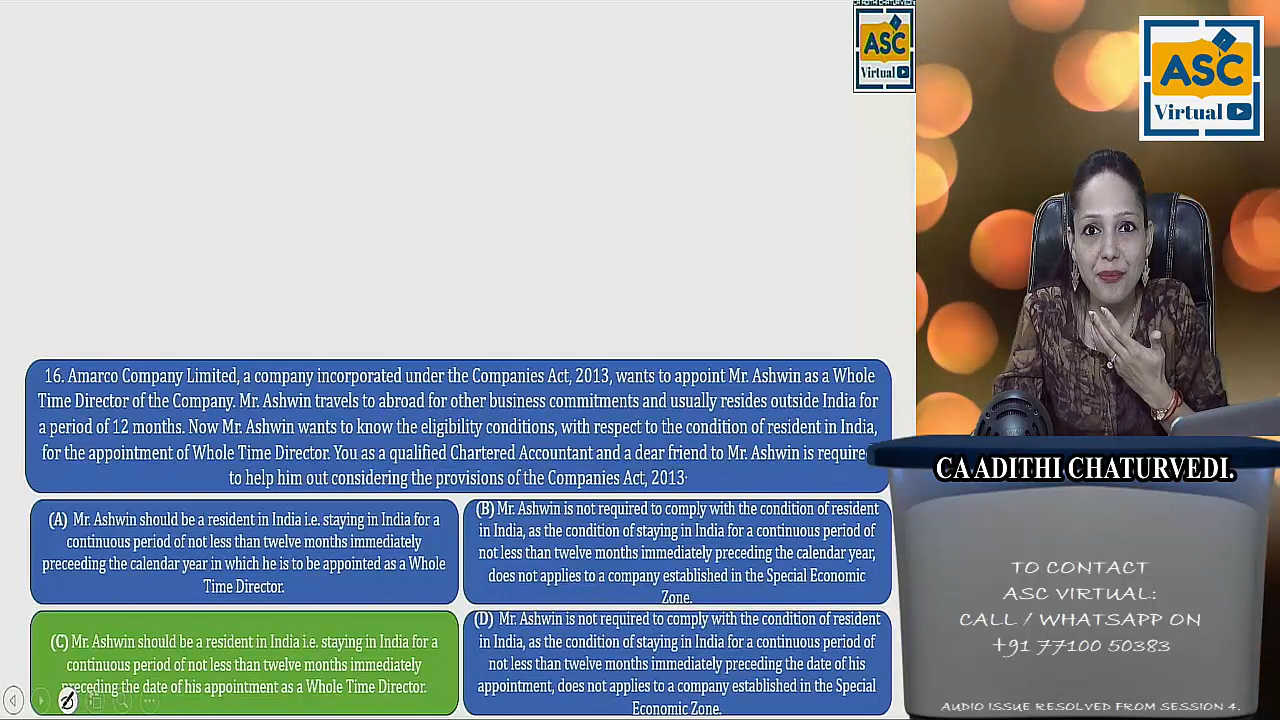 CA ADITHI CHATURVEDI
ASC
Virtual
ASC
Virtual
16. Amarco Company Limited, a company incorporated under the Companies Act, 2013, wants to appoint Mr. Ashwin as a Whole
Time Director of the Company. Mr. Ashwin travels to abroad for other business commitments and usually resides outside India for
a period of 12 months. Now Mr. Ashwin wants to know the eligibility conditions, with respect to the condition of resident in India,
for the appointment of Whole Time Director. You as a qualified Chartered Accountant and a dear friend to Mr. Ashwin is require
to help him out considering the provisions of the Companies Act, 2013.
(A) Mr. Ashwin should be a resident in India i.e. staying in India for a
continuous period of not less than twelve months immediately
preceeding the calendar year in which he is to be appointed as a Whole
Time Director.
(B) Mr. Ashwin is not required to comply with the condition of resident
in India, as the condition of staying in India for a continuous period of
not less than twelve months immediately preceding the calendar year,
does not applies to a company established in the Special Economic
Zone.
(C) Mr. Ashwin should be a resident in India i.e. staying in India for a
continuous period of not less than twelve months immediately
preceding the date of his appointment as a Whole Time Director.
(D) Mr. Ashwin is not required to comply with the condition of resident
in India, as the condition of staying in India for a continuous period of
not less than twelve months immediately preceding the date of his
appointment, does not applies to a company established in the Special
Economic Zone.
CA ADITHI CHATURVEDI.
TO CONTACT
ASC VIRTUAL:
CALL / WHATSAPP ON
+91 77100 50383
AUDIO ISSUE RESOLVED FROM SESSION 4.